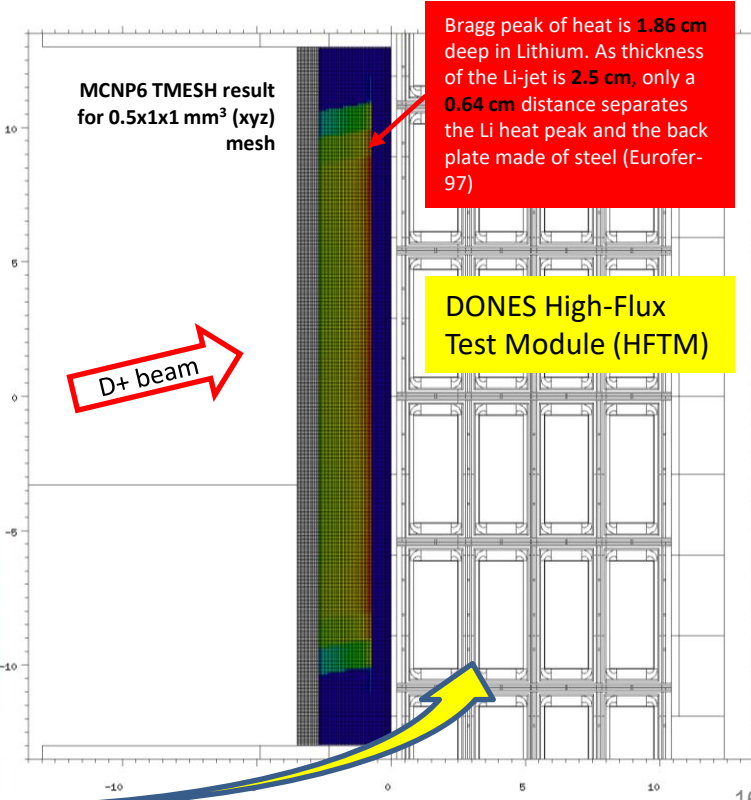 Bragg peak of heat is 1.86 cm
deep in Lithium. As thickness
of the Li-jet is 2.5 cm, only a
0.64 cm distance separates
the Li heat peak and the back
plate made of steel (Eurofer-
97)
MCNP6 TMESH result
for 0.5x1x1 mm³ (xyz)
mesh
DONES High-Flux
Test Module (HFTM)
D+ beam
10
5
0
-5
-10
-10
0
5
10